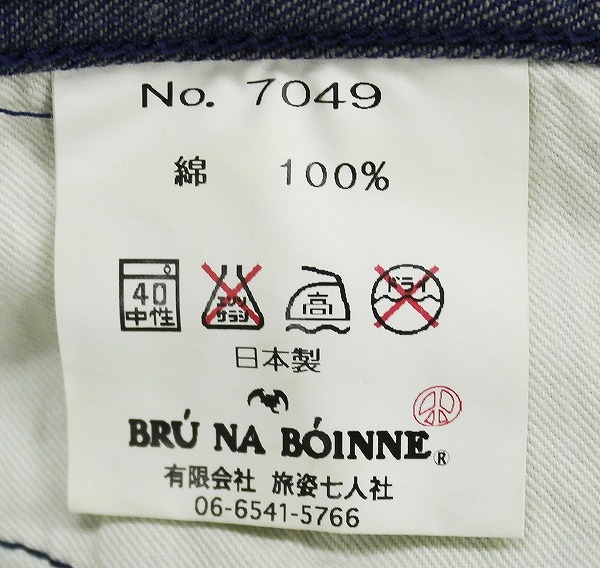 No. 7049
綿 100%
40 中性
エンソ サラシ
高
ドライ
日本製
BRÚ NA BÓINNE®
有限会社 旅姿七人社
06-6541-5766